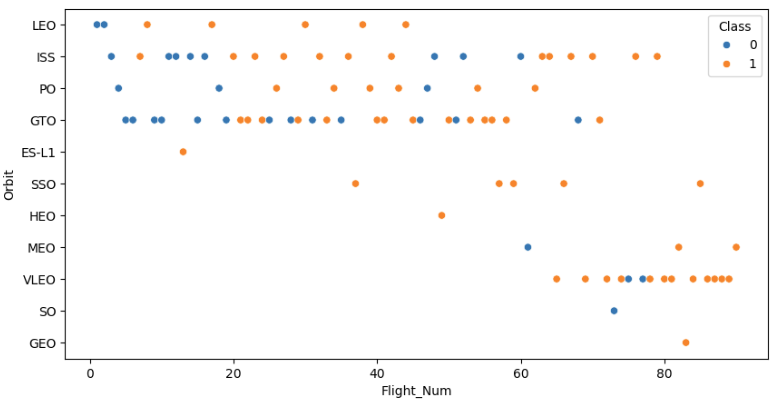 LEO
ISS
PO
GTO
ES-L1
SSO
HEO
MEO
VLEO
SO
GEO
Orbit
0
20
40
60
80
Flight_Num
Class
0
1